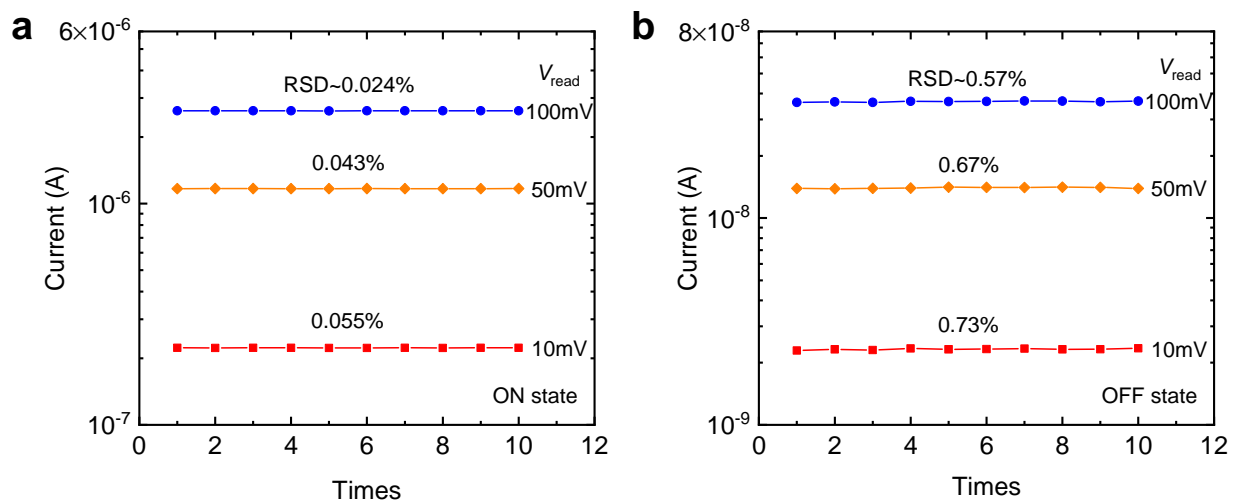 a
6×10⁻⁶
10⁻⁶
10⁻⁷
Current (A)
RSD~0.024%
V_read
100mV
0.043%
50mV
0.055%
10mV
ON state
0 2 4 6 8 10 12
Times
b
8×10⁻⁸
10⁻⁸
10⁻⁹
Current (A)
RSD~0.57%
V_read
100mV
0.67%
50mV
0.73%
10mV
OFF state
0 2 4 6 8 10 12
Times